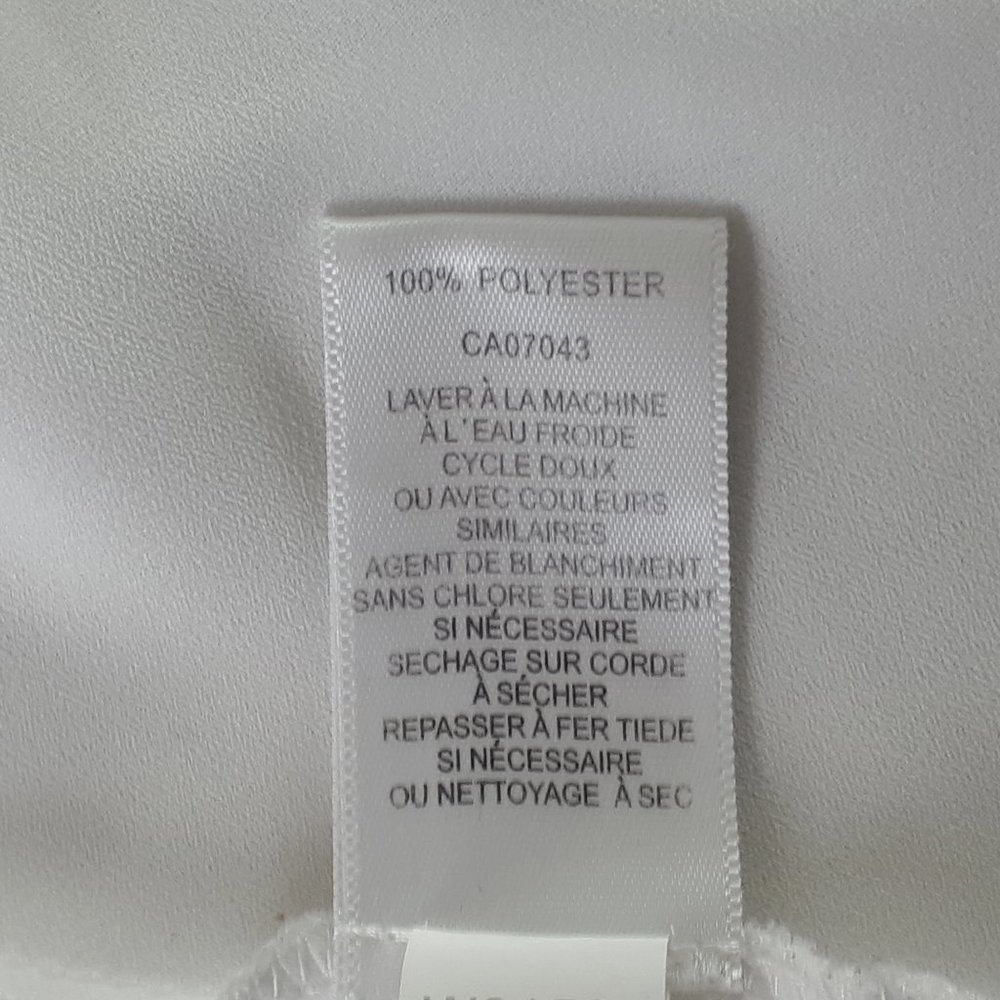 100% POLYESTER
CA07043
LAVER À LA MACHINE
À L'EAU FROIDE
CYCLE DOUX
OU AVEC COULEURS
SIMILAIRES
AGENT DE BLANCHIMENT
SANS CHLORE SEULEMENT
SI NÉCESSAIRE
SECHAGE SUR CORDE
À SÉCHER
REPASSER À FER TIEDE
SI NÉCESSAIRE
OU NETTOYAGE À SEC